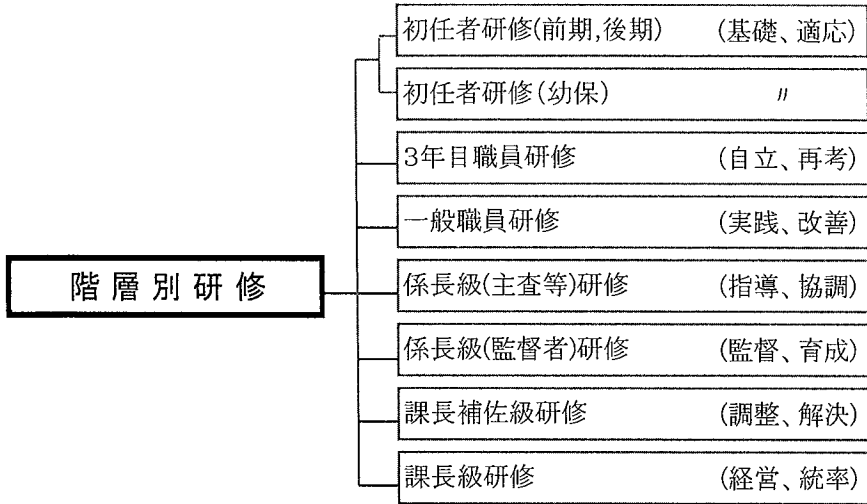 初任者研修(前期,後期) (基礎、適応)
初任者研修(幼保) 〃
3年目職員研修 (自立、再考)
一般職員研修 (実践、改善)
階層別研修
係長級(主査等)研修 (指導、協調)
係長級(監督者)研修 (監督、育成)
課長補佐級研修 (調整、解決)
課長級研修 (経営、統率)